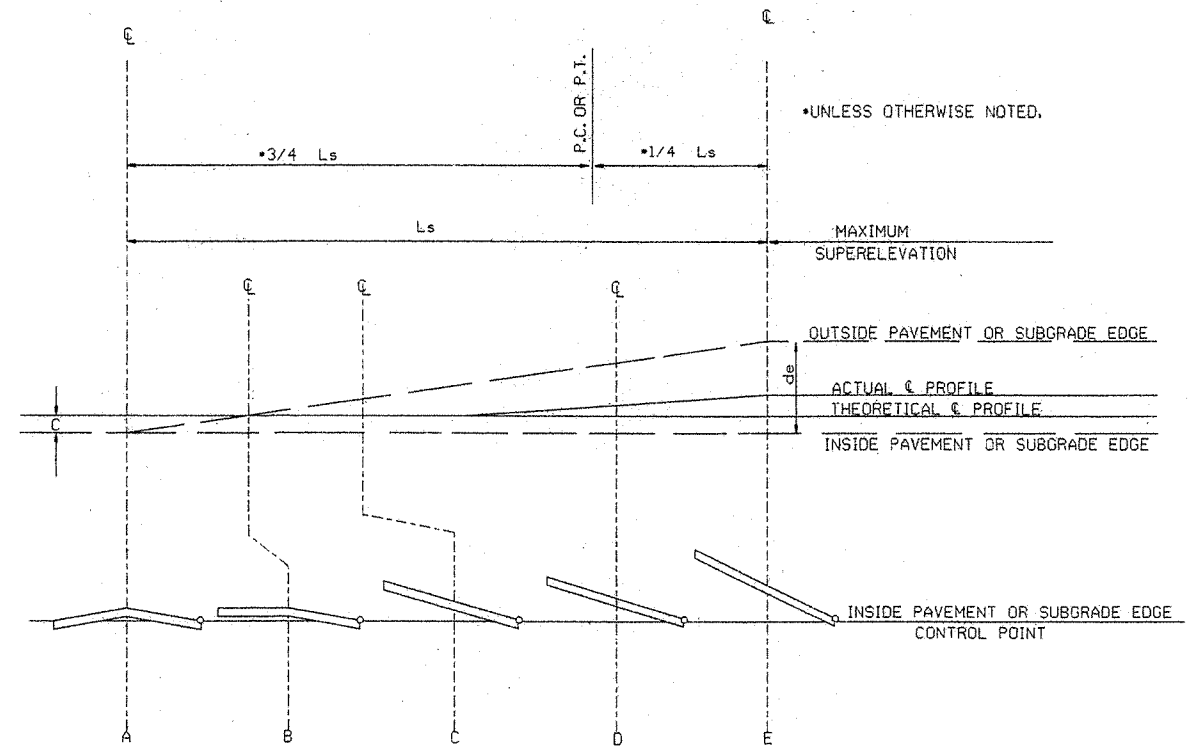 ℄
℄
P.C. OR P.T.
*UNLESS OTHERWISE NOTED.
*3/4 Ls
*1/4 Ls
Ls
MAXIMUM
SUPERELEVATION
℄
℄
℄
OUTSIDE PAVEMENT OR SUBGRADE EDGE
de
ACTUAL ℄ PROFILE
THEORETICAL ℄ PROFILE
C
INSIDE PAVEMENT OR SUBGRADE EDGE
INSIDE PAVEMENT OR SUBGRADE EDGE
CONTROL POINT
A
B
C
D
E